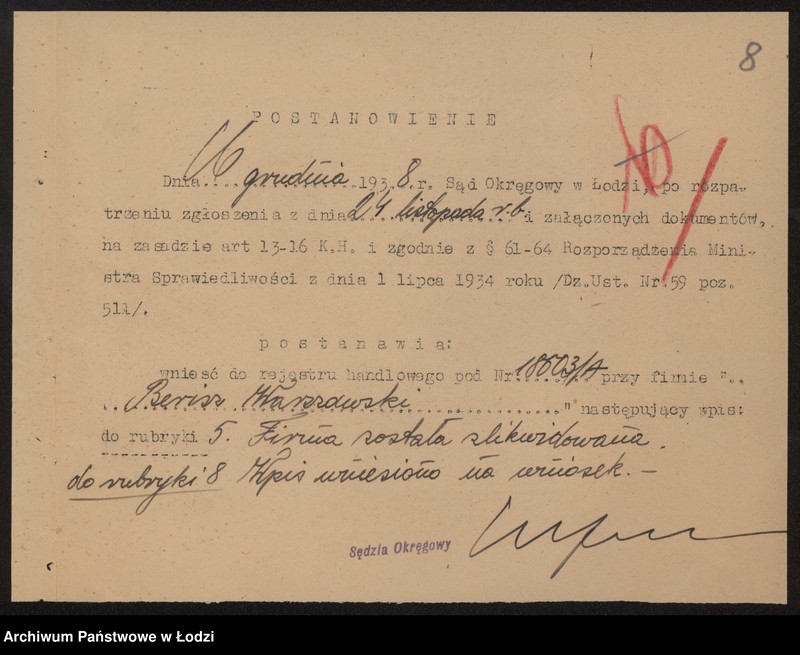 8
POSTANOWIENIE
Dnia 16 grudnia 1938.r. Sąd Okręgowy w Łodzi, po rozpa-
trzeniu zgłoszenia z dnia 24 listopada r.b. i załączonych dokumentów,
na zasadzie art 13-16 K.H. i zgodnie z § 61-64 Rozporządzenia Mini-
stra Sprawiedliwości z dnia 1 lipca 1934 roku /Dz.Ust. Nr.59 poz.
511/.
postanawia:
wnieść do rejestru handlowego pod Nr. 18503/A przy firmie "..
Berisz Warszawski" następujący wpis:
do rubryki 5. Firma została zlikwidowana.
do rubryki 8 Wpis wniesiono na wniosek. —
Sędzia Okręgowy
Archiwum Państwowe w Łodzi